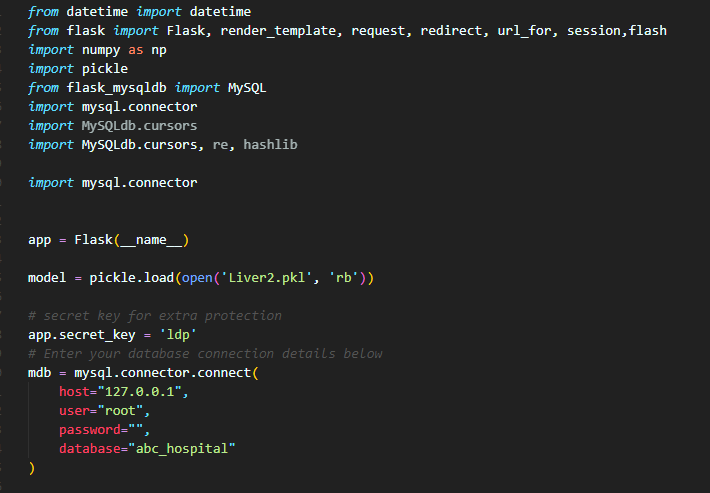 from datetime import datetime
from flask import Flask, render_template, request, redirect, url_for, session,flash
import numpy as np
import pickle
from flask_mysqldb import MySQL
import mysql.connector
import MySQLdb.cursors
import MySQLdb.cursors, re, hashlib
import mysql.connector
app = Flask(__name__)
model = pickle.load(open('Liver2.pkl', 'rb'))
# secret key for extra protection
app.secret_key = 'ldp'
# Enter your database connection details below
mdb = mysql.connector.connect(
    host="127.0.0.1",
    user="root",
    password="",
    database="abc_hospital"
)